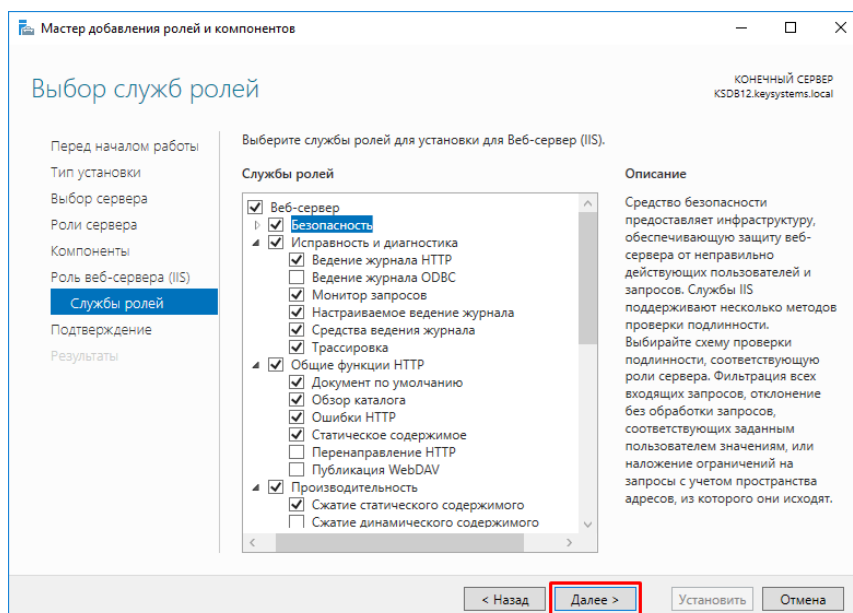 Мастер добавления ролей и компонентов
Выбор служб ролей
КОНЕЧНЫЙ СЕРВЕР
KSDB12.keysystems.local
Перед началом работы
Тип установки
Выбор сервера
Роли сервера
Компоненты
Роль веб-сервера (IIS)
Службы ролей
Подтверждение
Результаты
Выберите службы ролей для установки для Веб-сервер (IIS).
Службы ролей
Веб-сервер
Безопасность
Исправность и диагностика
Ведение журнала HTTP
Ведение журнала ODBC
Монитор запросов
Настраиваемое ведение журнала
Средства ведения журнала
Трассировка
Общие функции HTTP
Документ по умолчанию
Обзор каталога
Ошибки HTTP
Статическое содержимое
Перенаправление HTTP
Публикация WebDAV
Производительность
Сжатие статического содержимого
Сжатие динамического содержимого
Описание
Средство безопасности
предоставляет инфраструктуру,
обеспечивающую защиту веб-
сервера от неправильно
действующих пользователей и
запросов. Службы IIS
поддерживают несколько методов
проверки подлинности.
Выбирайте схему проверки
подлинности, соответствующую
роли сервера. Фильтрация всех
входящих запросов, отклонение
без обработки запросов,
соответствующих заданным
пользователем значениям, или
наложение ограничений на
запросы с учетом пространства
адресов, из которого они исходят.
< Назад
Далее >
Установить
Отмена